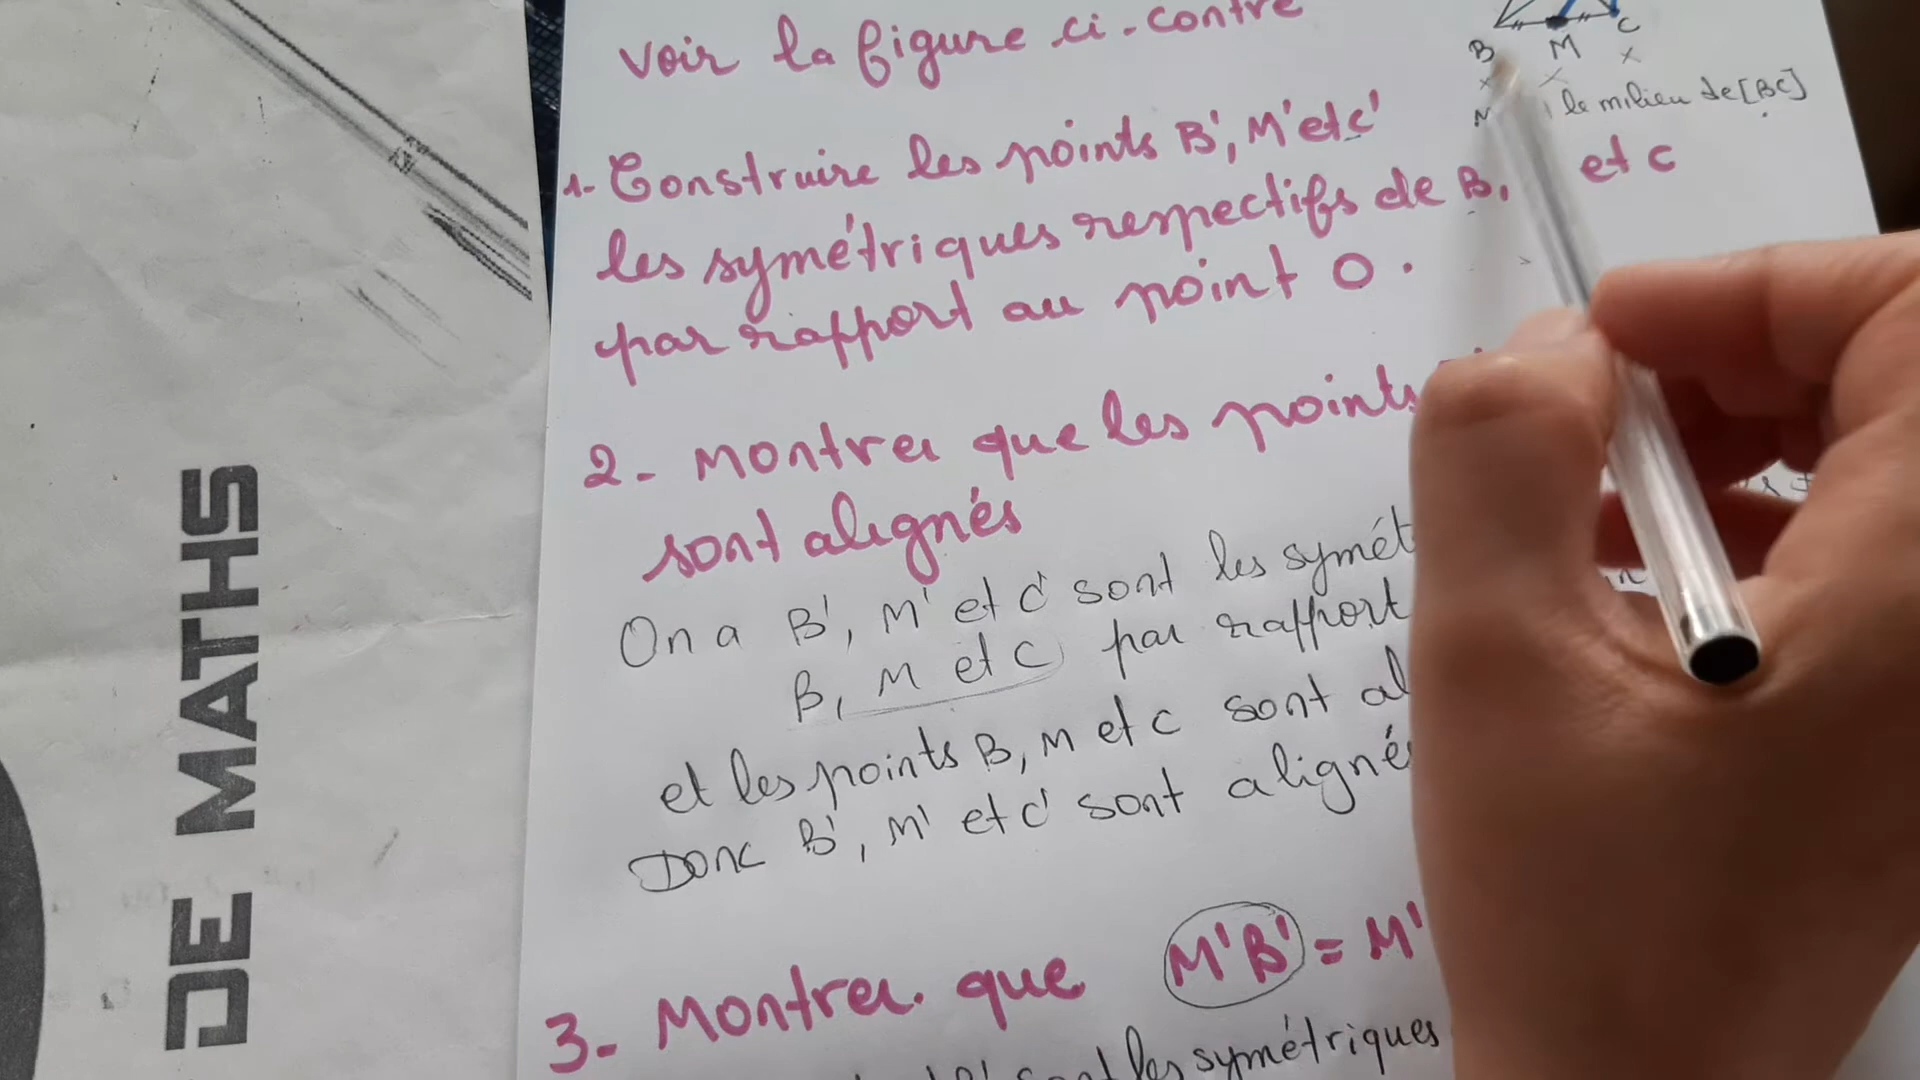 voir la figure ci-contre
B M C
le milieu de [BC]
1- Construire les points B', M' et c'
les symétriques respectifs de B, et c
par rapport au point O.
2- Montrer que les points
sont alignés
On a B', M' et C' sont les symét
B, M et C par rapport
et les points B, M et C sont al
Donc B', M' et C' sont aligné
3- Montrer que M'B' = M'
sont les symétriques
DE MATHS